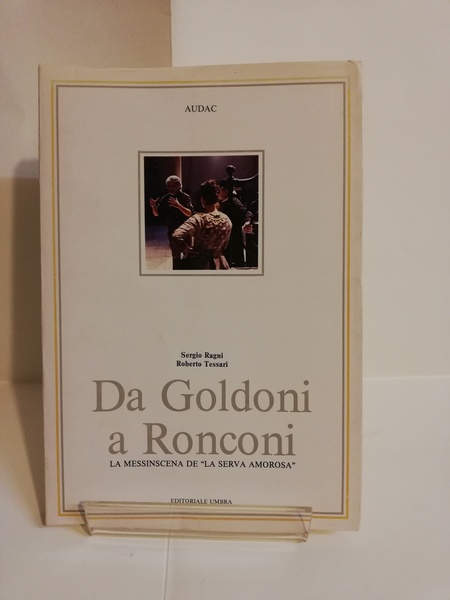 AUDAC
Sergio Ragni
Roberto Tessari
Da Goldoni
a Ronconi
LA MESSINSCENA DE "LA SERVA AMOROSA"
EDITORIALE UMBRA